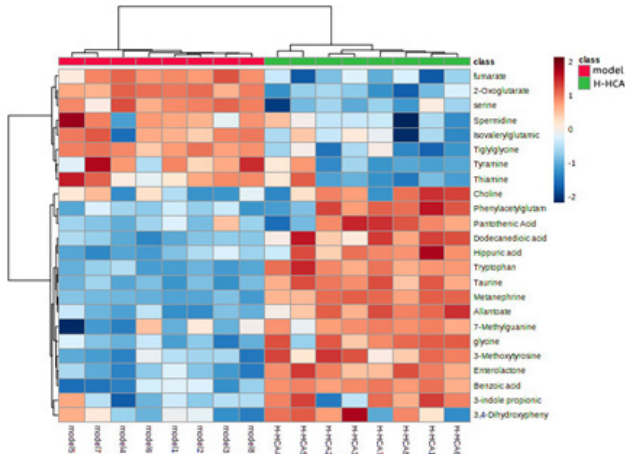 class
class
model
H-HCA
2
1
0
-1
-2
fumarate
2-Oxoglutarate
serine
Spermidine
Isovalerylglutamic
Tiglylglycine
Tyramine
Thiamine
Choline
Phenylacetylglutam
Pantothenic Acid
Dodecanedioic acid
Hippuric acid
Tryptophan
Taurine
Metanephrine
Allantoate
7-Methylguanine
glycine
3-Methoxytyrosine
Enterolactone
Benzoic acid
3-indole propionic
3,4-Dihydroxypheny
model5
model7
model4
model6
model1
model2
model3
model8